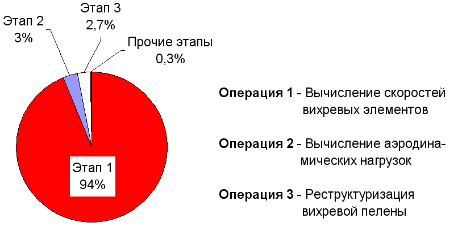 Этап 2
3%
Этап 3
2,7%
Прочие этапы
0,3%
Этап 1
94%
Операция 1 - Вычисление скоростей
вихревых элементов
Операция 2 - Вычисление аэродина-
мических нагрузок
Операция 3 - Реструктуризация
вихревой пелены